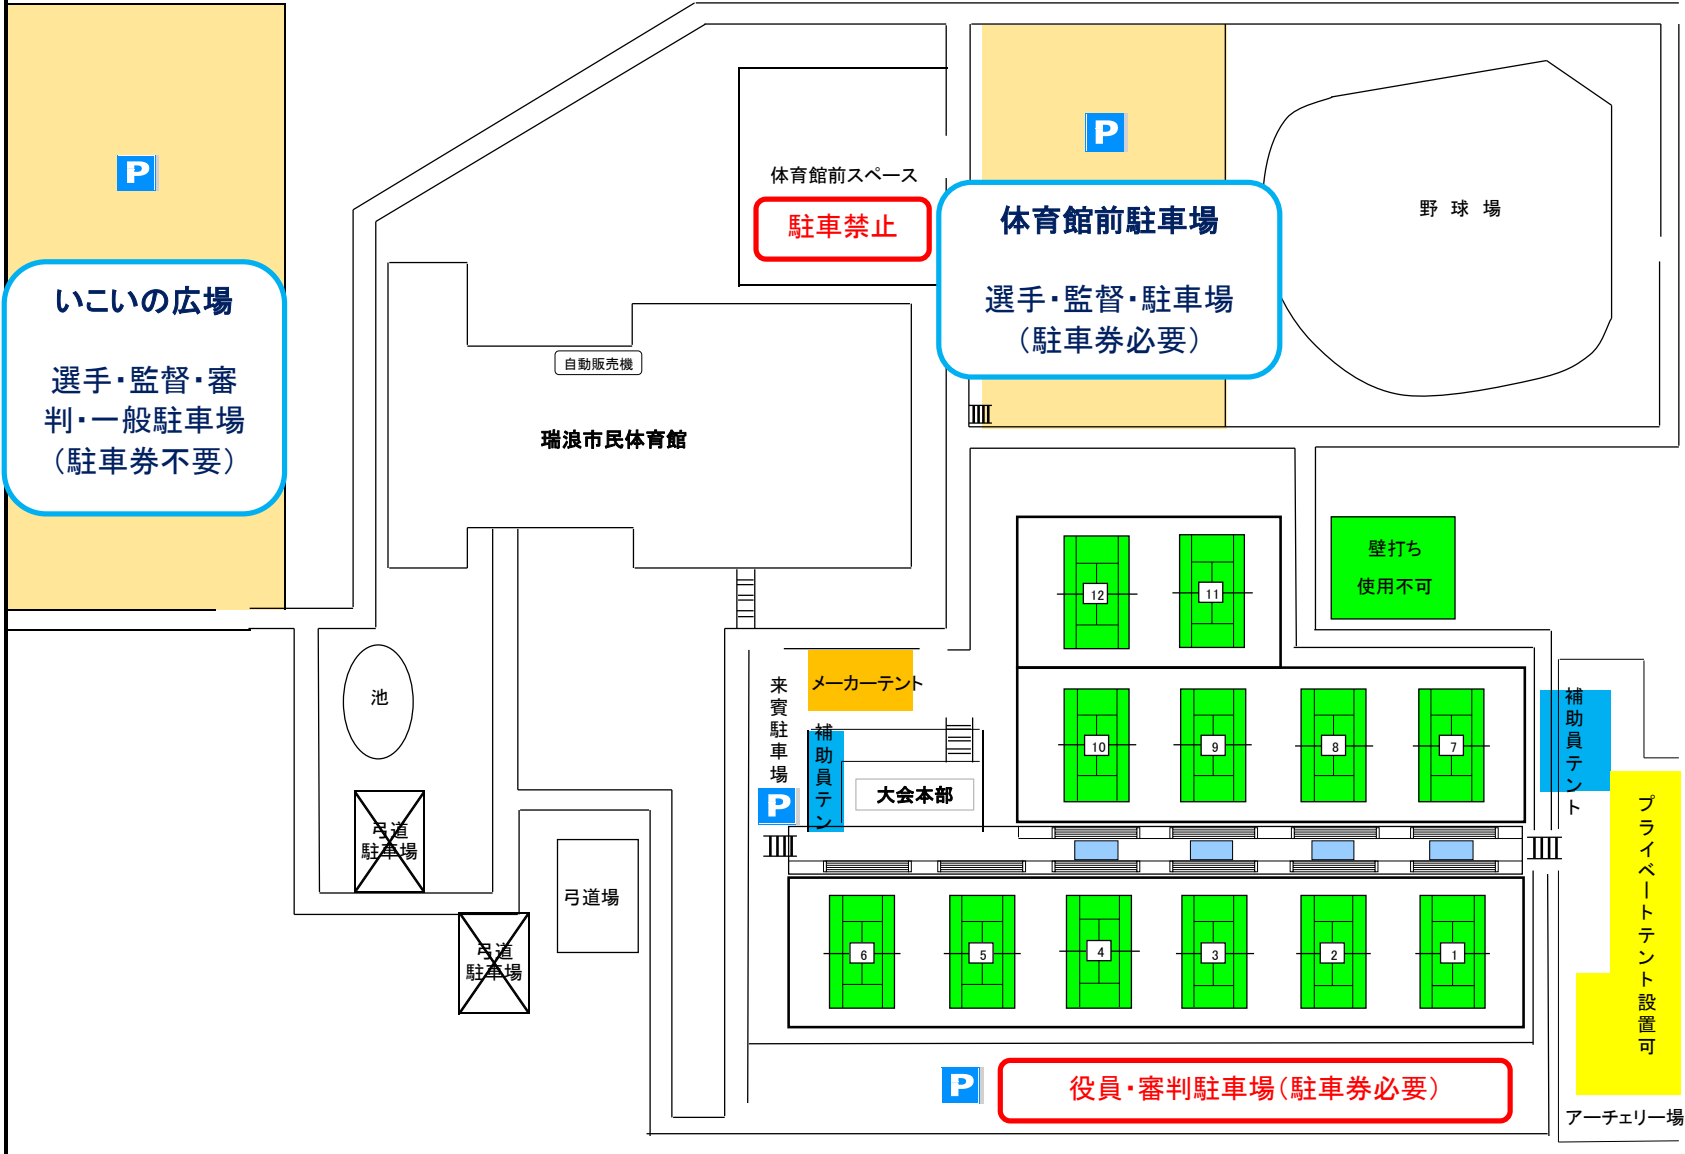 P
いこいの広場
選手・監督・審
判・一般駐車場
（駐車券不要）
体育館前スペース
駐車禁止
P
体育館前駐車場
選手・監督・駐車場
（駐車券必要）
野 球 場
自動販売機
瑞浪市民体育館
壁打ち
使用不可
12
11
10
9
8
7
メーカーテント
来賓駐車場
P
補助員テン
大会本部
補助員テント
プライベートテント設置可
池
弓道
駐車場
弓道場
弓道
駐車場
6
5
4
3
2
1
P
役員・審判駐車場（駐車券必要）
アーチェリー場